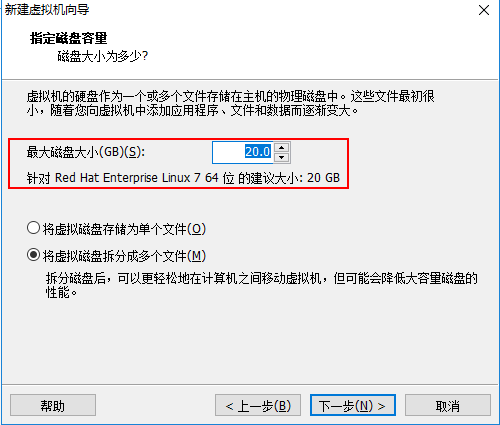 新建虚拟机向导
指定磁盘容量
磁盘大小为多少?
虚拟机的硬盘作为一个或多个文件存储在主机的物理磁盘中。这些文件最初很
小，随着您向虚拟机中添加应用程序、文件和数据而逐渐变大。
最大磁盘大小(GB)(S): 20.0
针对 Red Hat Enterprise Linux 7 64 位 的建议大小: 20 GB
将虚拟磁盘存储为单个文件(O)
将虚拟磁盘拆分成多个文件(M)
拆分磁盘后，可以更轻松地在计算机之间移动虚拟机，但可能会降低大容量磁盘的
性能。
帮助 < 上一步(B) 下一步(N) > 取消